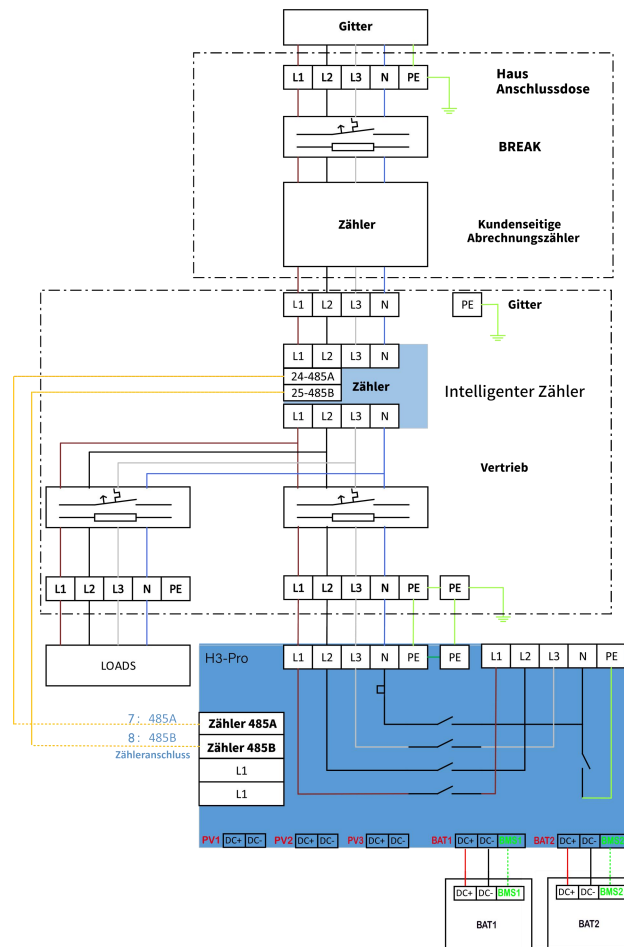 Gitter
L1 L2 L3 N PE
Haus
Anschlussdose
BREAK
Zähler
Kundenseitige
Abrechnungszähler
L1 L2 L3 N
PE
Gitter
L1 L2 L3 N
24-485A
25-485B
Zähler
Intelligenter Zähler
L1 L2 L3 N
Vertrieb
L1 L2 L3 N PE
L1 L2 L3 N PE PE
LOADS
H3-Pro
L1 L2 L3 N PE PE
L1 L2 L3 N PE
7: 485A
8: 485B
Zähleranschluss
Zähler 485A
Zähler 485B
L1
L1
PV1 DC+ DC-
PV2 DC+ DC-
PV3 DC+ DC-
BAT1 DC+ DC-
BAT2 DC+ DC-
DC+ DC- BMS1
BAT1
DC+ DC- BMS2
BAT2